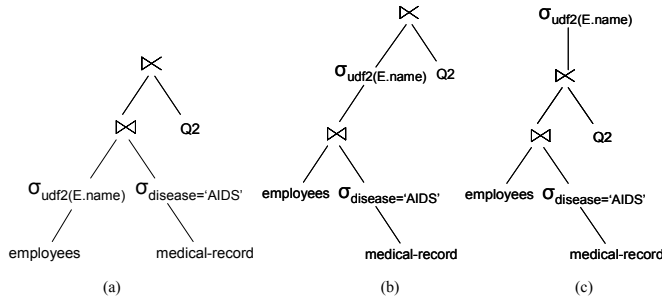 ⋉
σudf2(E.name) Q2
⋈
employees σdisease='AIDS'
medical-record
(b)
⋉
⋈ Q2
σudf2(E.name) σdisease='AIDS'
employees medical-record
(a)
σudf2(E.name)
⋉
⋈ Q2
employees σdisease='AIDS'
medical-record
(c)